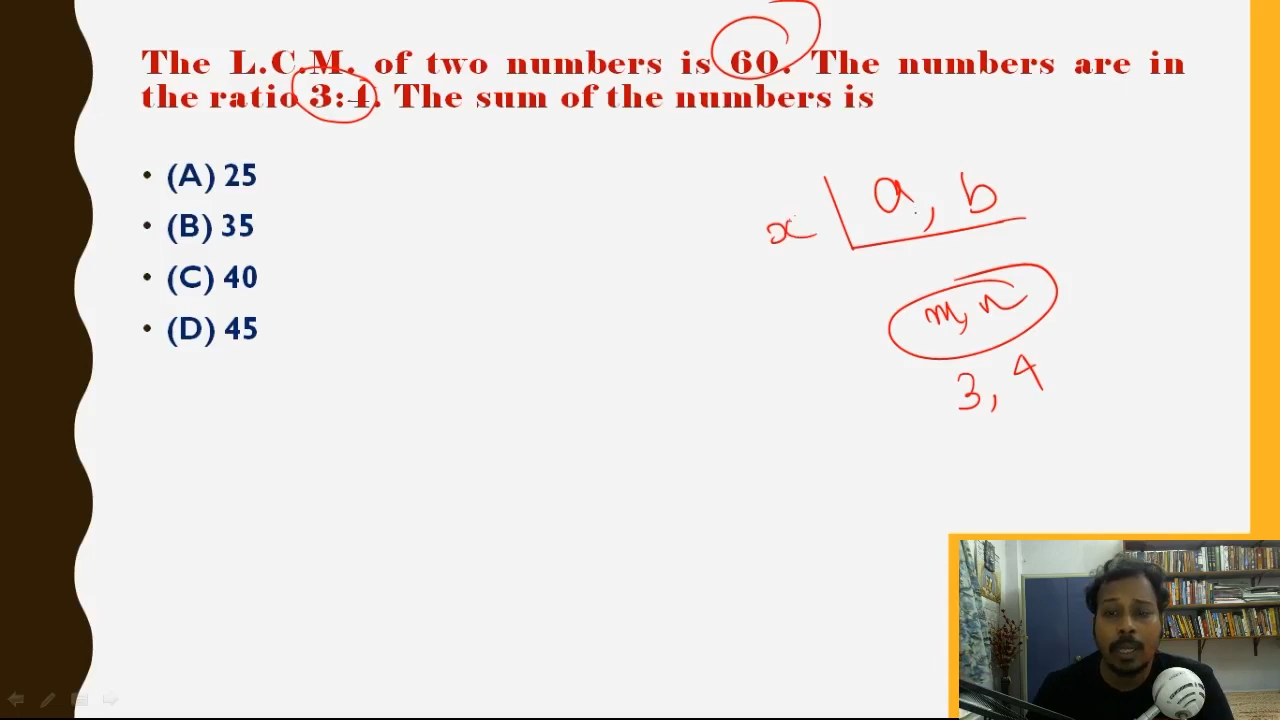 The L.C.M. of two numbers is 60. The numbers are in
the ratio 3:4. The sum of the numbers is
• (A) 25
• (B) 35
• (C) 40
• (D) 45
x a, b
m, n
3, 4